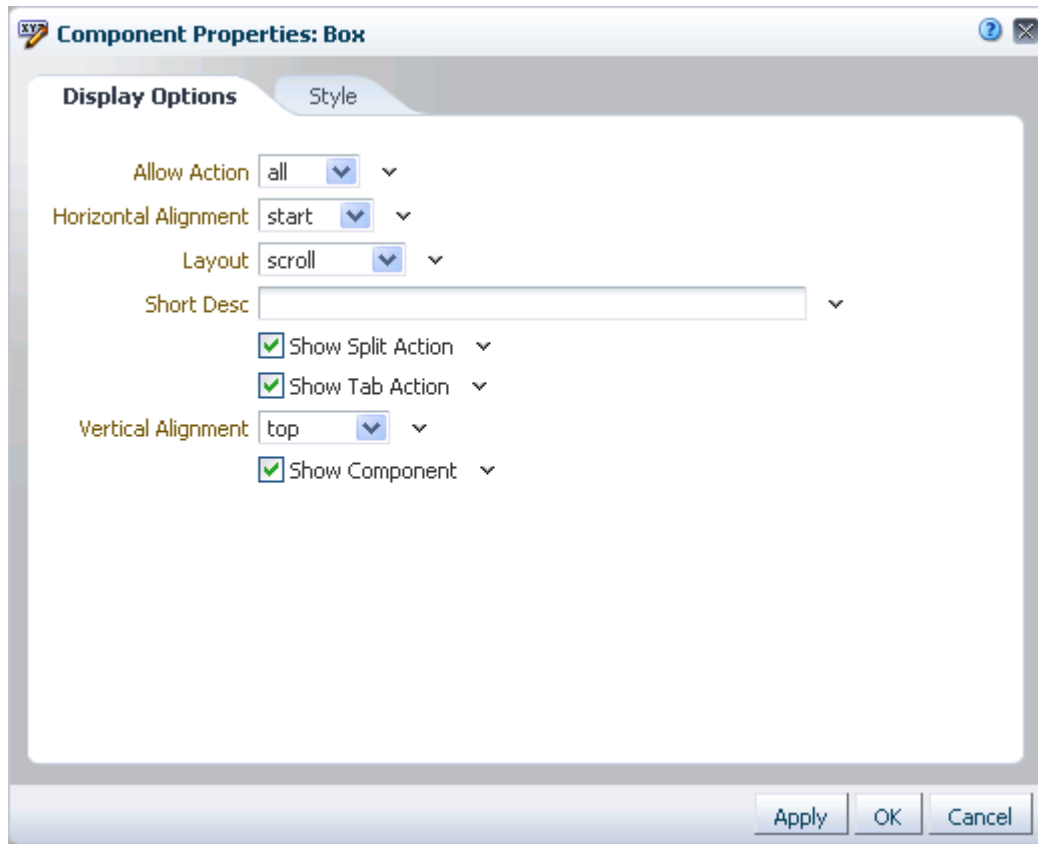 Component Properties: Box
Display Options Style
Allow Action all
Horizontal Alignment start
Layout scroll
Short Desc
Show Split Action
Show Tab Action
Vertical Alignment top
Show Component
Apply OK Cancel